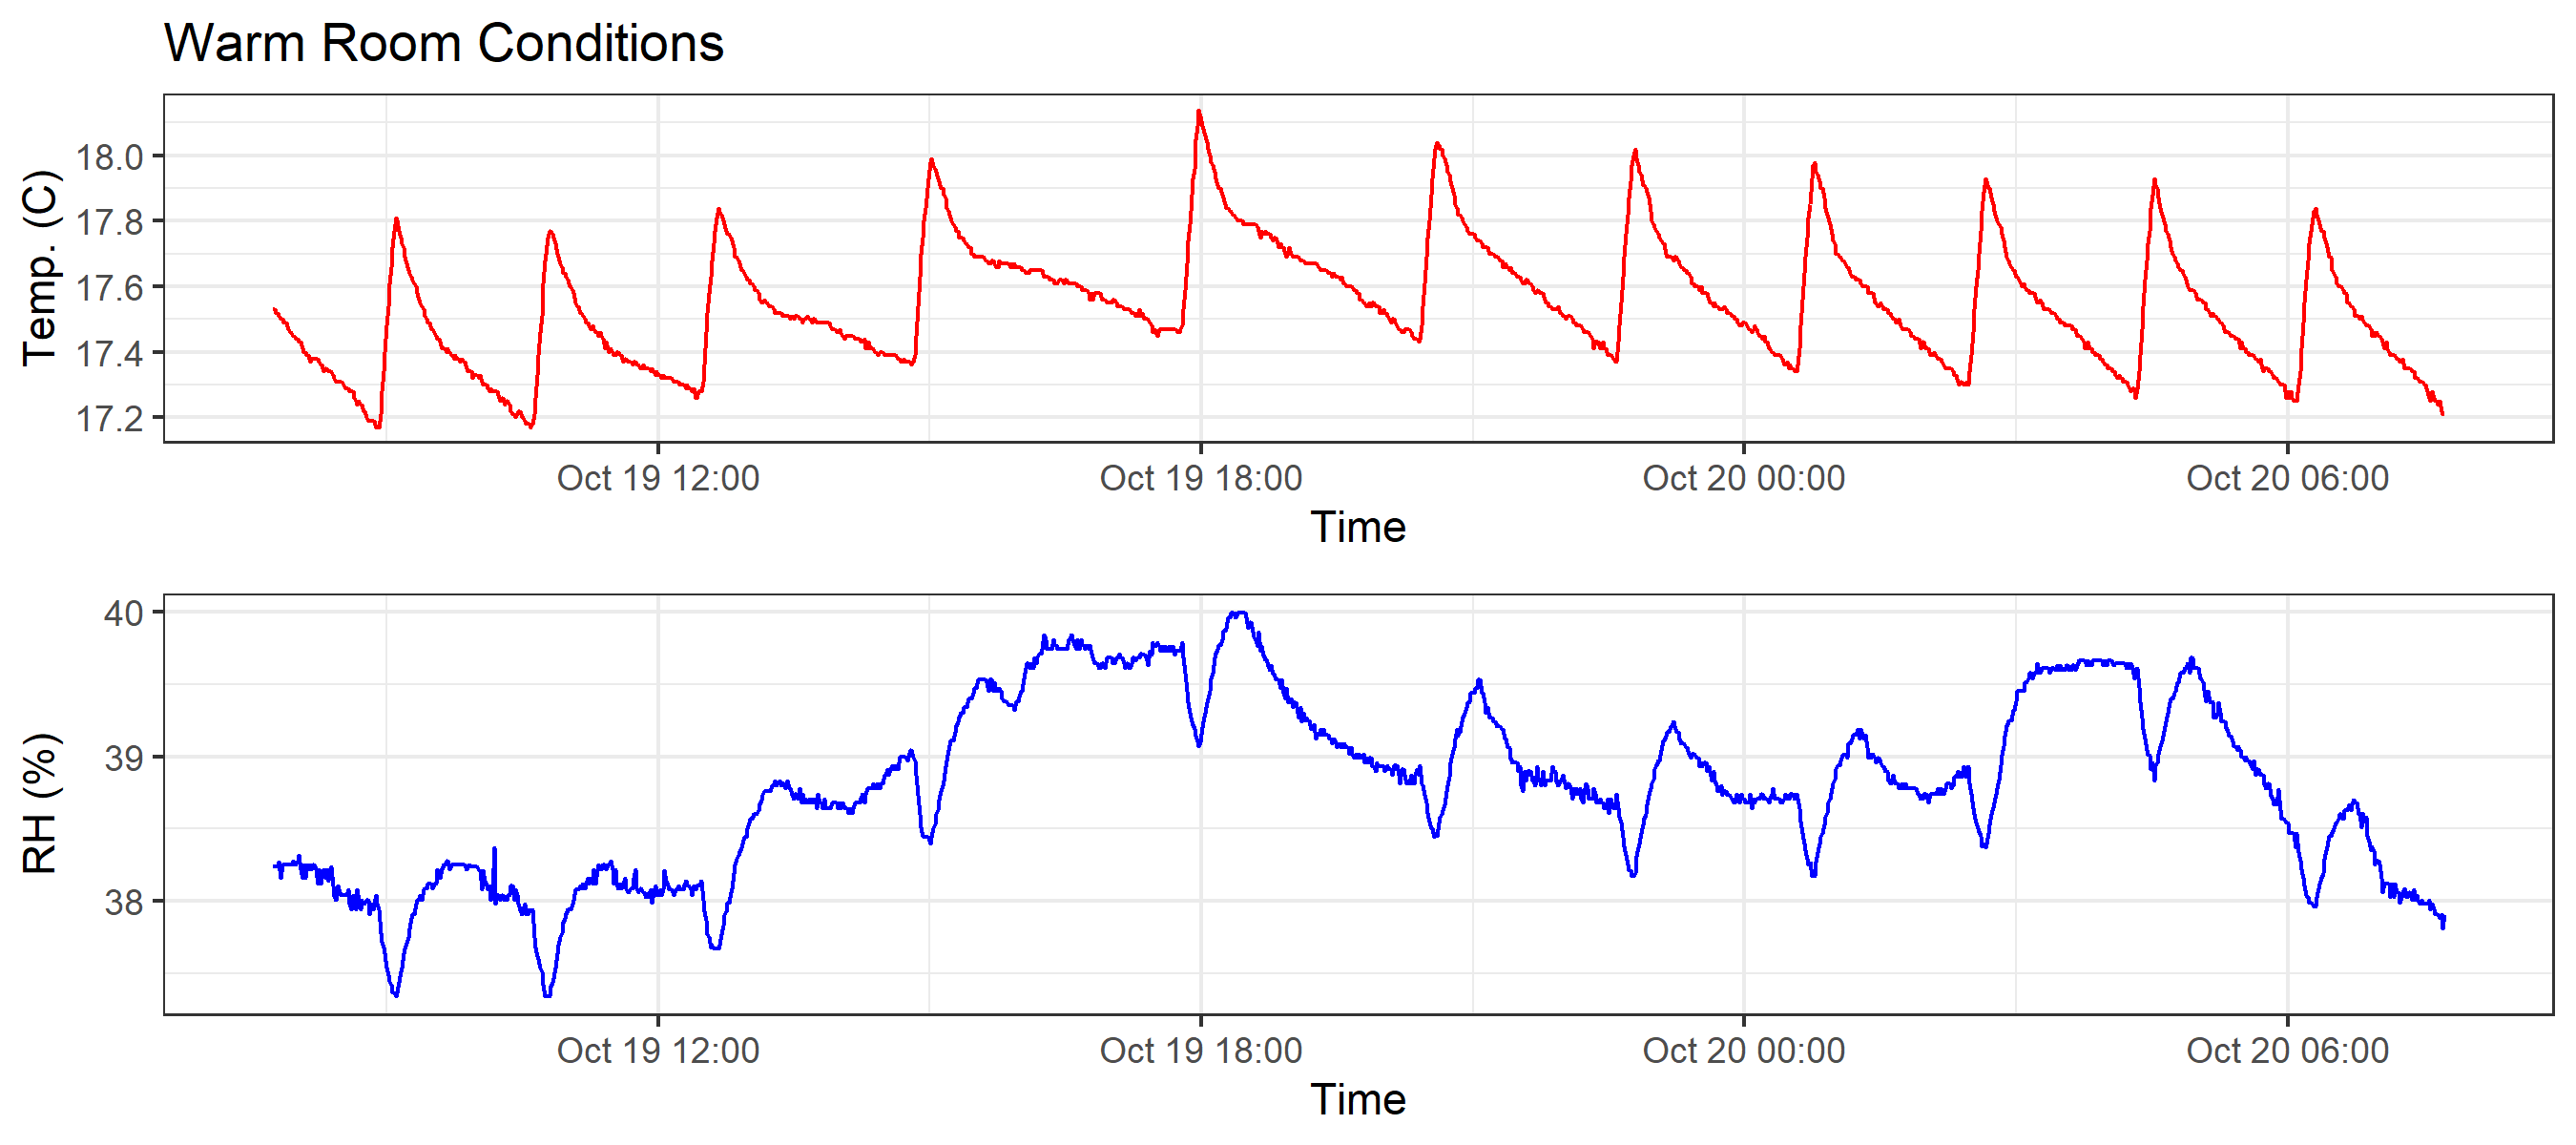 Warm Room Conditions
Temp. (C)
18.0
17.8
17.6
17.4
17.2
Oct 19 12:00 Oct 19 18:00 Oct 20 00:00 Oct 20 06:00
Time
RH (%)
40
39
38
Oct 19 12:00 Oct 19 18:00 Oct 20 00:00 Oct 20 06:00
Time